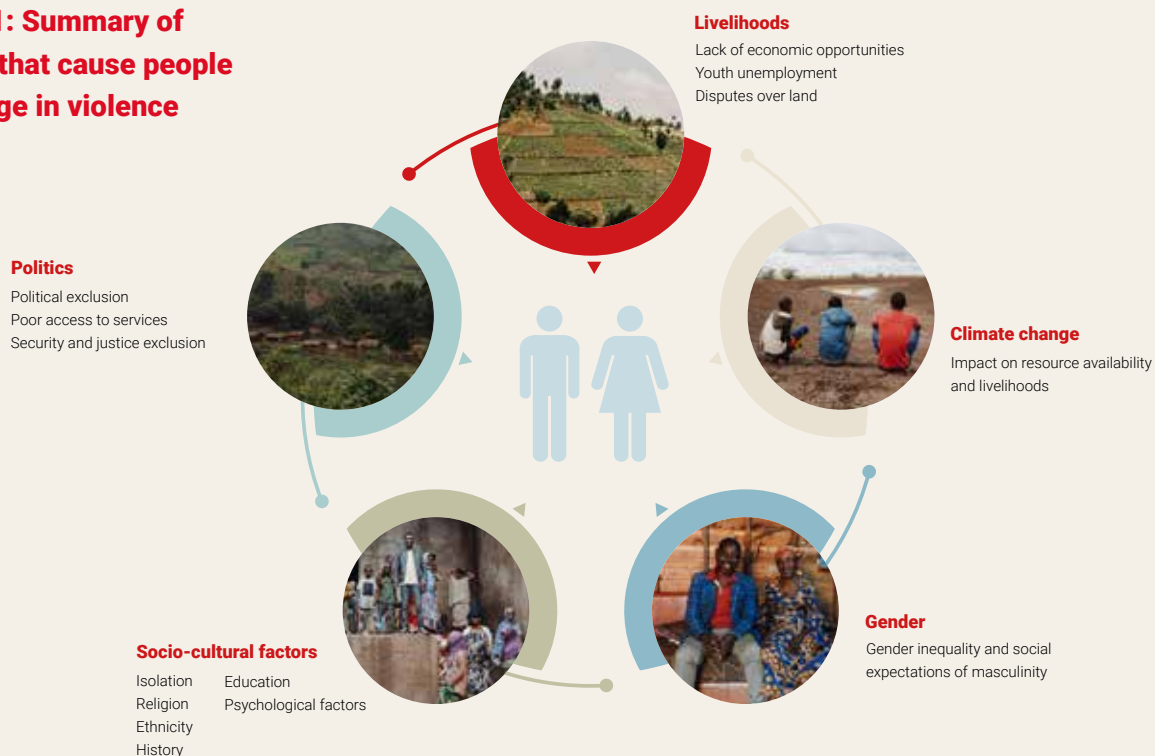 1: Summary of
that cause people
ge in violence
Livelihoods
Lack of economic opportunities
Youth unemployment
Disputes over land
Politics
Political exclusion
Poor access to services
Security and justice exclusion
Climate change
Impact on resource availability
and livelihoods
Gender
Gender inequality and social
expectations of masculinity
Socio-cultural factors
Isolation
Religion
Ethnicity
History
Education
Psychological factors